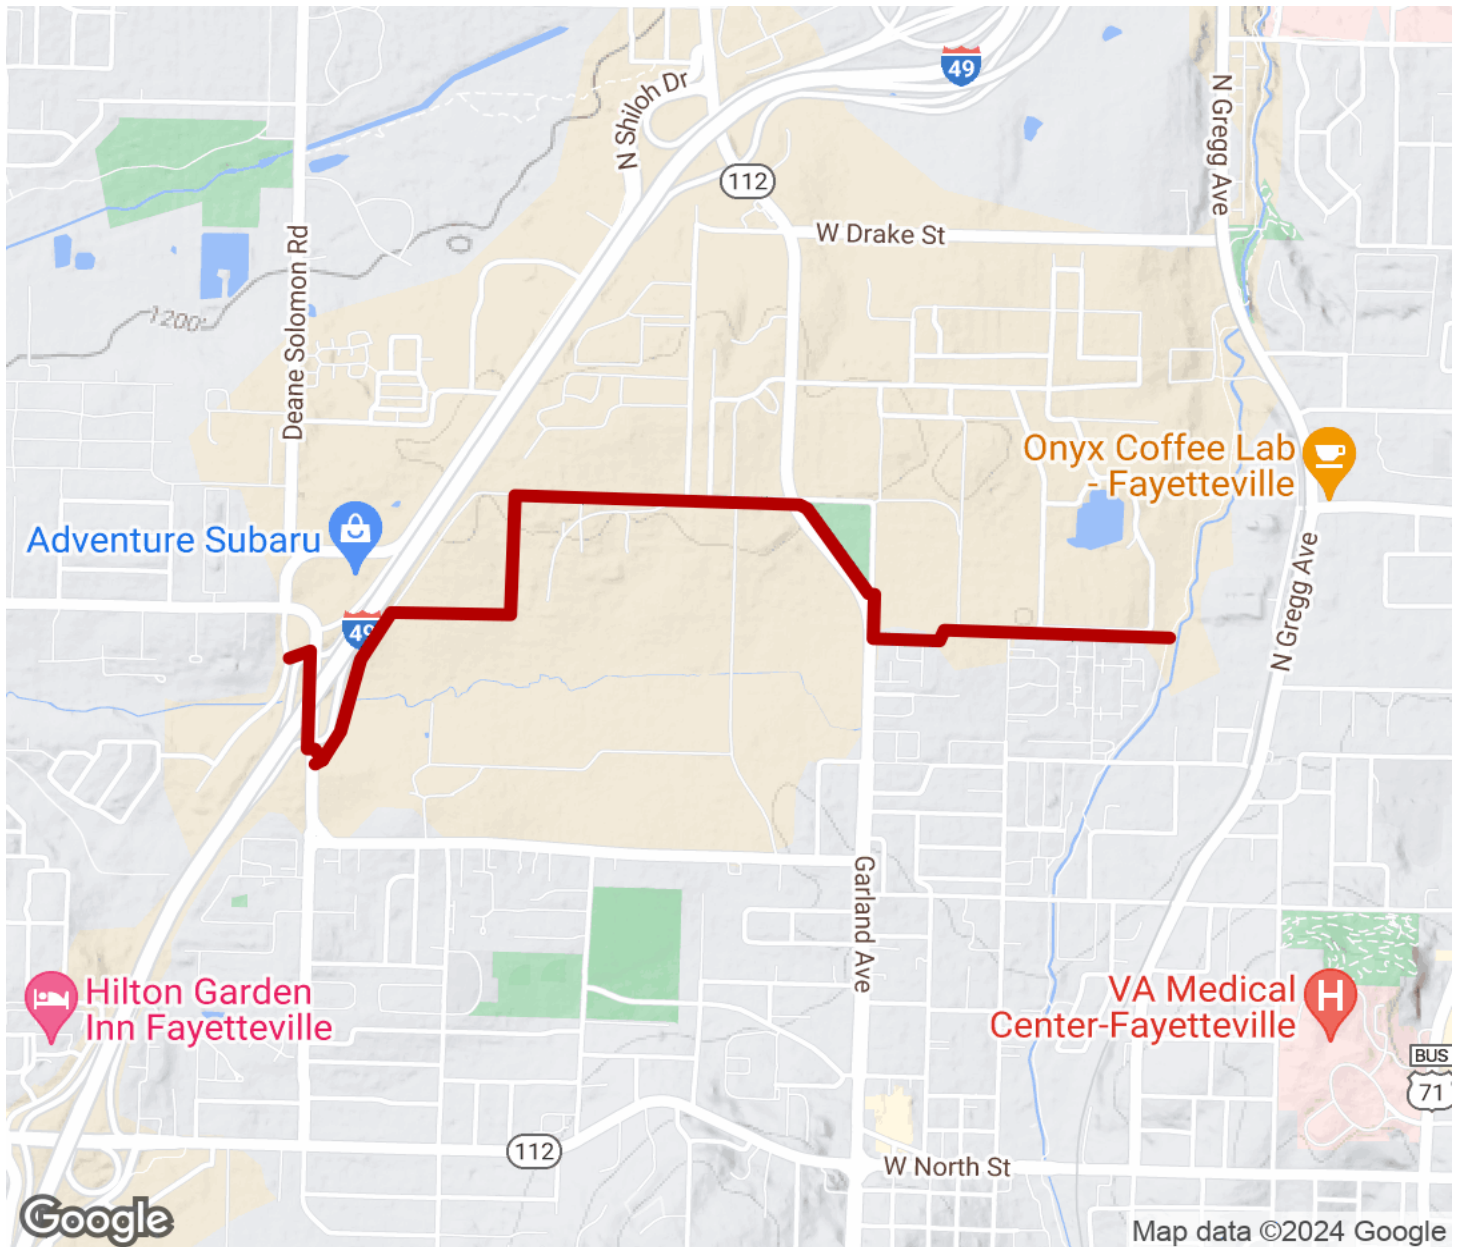 49
N Shiloh Dr
N Gregg Ave
112
W Drake St
Deane Solomon Rd
1200'
Onyx Coffee Lab
- Fayetteville
Adventure Subaru
49
N Gregg Ave
Garland Ave
Hilton Garden
Inn Fayetteville
VA Medical
Center-Fayetteville
H
BUS
71
112
W North St
Google
Map data ©2024 Google